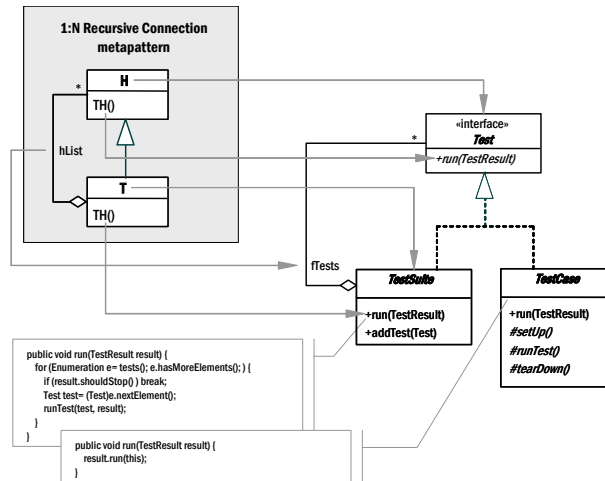 1:N Recursive Connection
metapattern
H
TH()
*
hList
T
TH()
«interface»
Test
+run(TestResult)
*
fTests
TestSuite
+run(TestResult)
+addTest(Test)
TestCase
+run(TestResult)
#setUp()
#runTest()
#tearDown()
public void run(TestResult result) {
for (Enumeration e= tests(); e.hasMoreElements(); ) {
if (result.shouldStop() ) break;
Test test= (Test)e.nextElement();
runTest(test, result);
}
}
public void run(TestResult result) {
result.run(this);
}